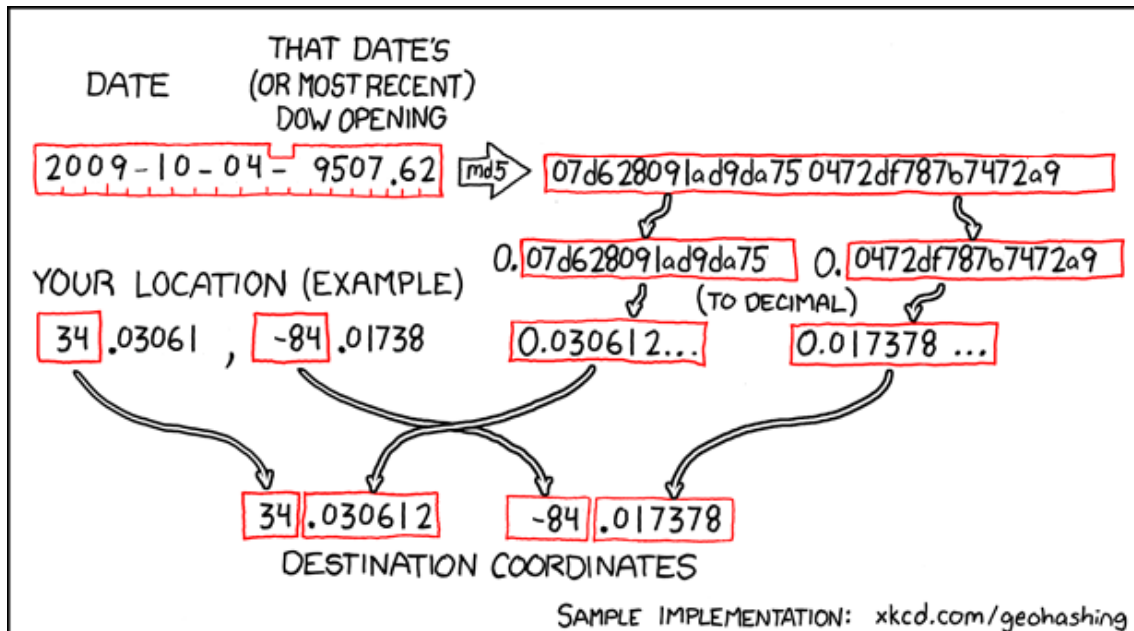 DATE
THAT DATE'S
(OR MOST RECENT)
DOW OPENING
2009-10-04- 9507.62
md5
07d628091ad9da75 0472df787b7472a9
0.07d628091ad9da75
0.0472df787b7472a9
YOUR LOCATION (EXAMPLE)
(TO DECIMAL)
34.03061, -84.01738
0.030612...
0.017378 ...
34.030612
-84.017378
DESTINATION COORDINATES
SAMPLE IMPLEMENTATION: xkcd.com/geohashing